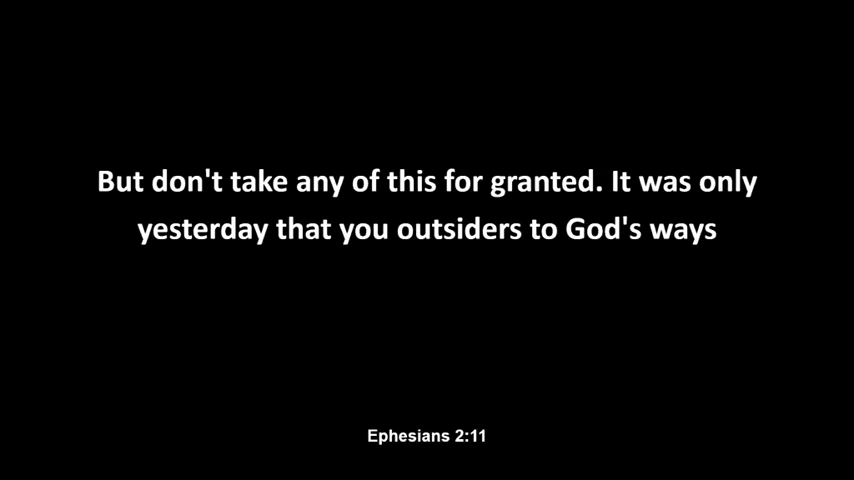 But don't take any of this for granted. It was only
yesterday that you outsiders to God's ways
Ephesians 2:11